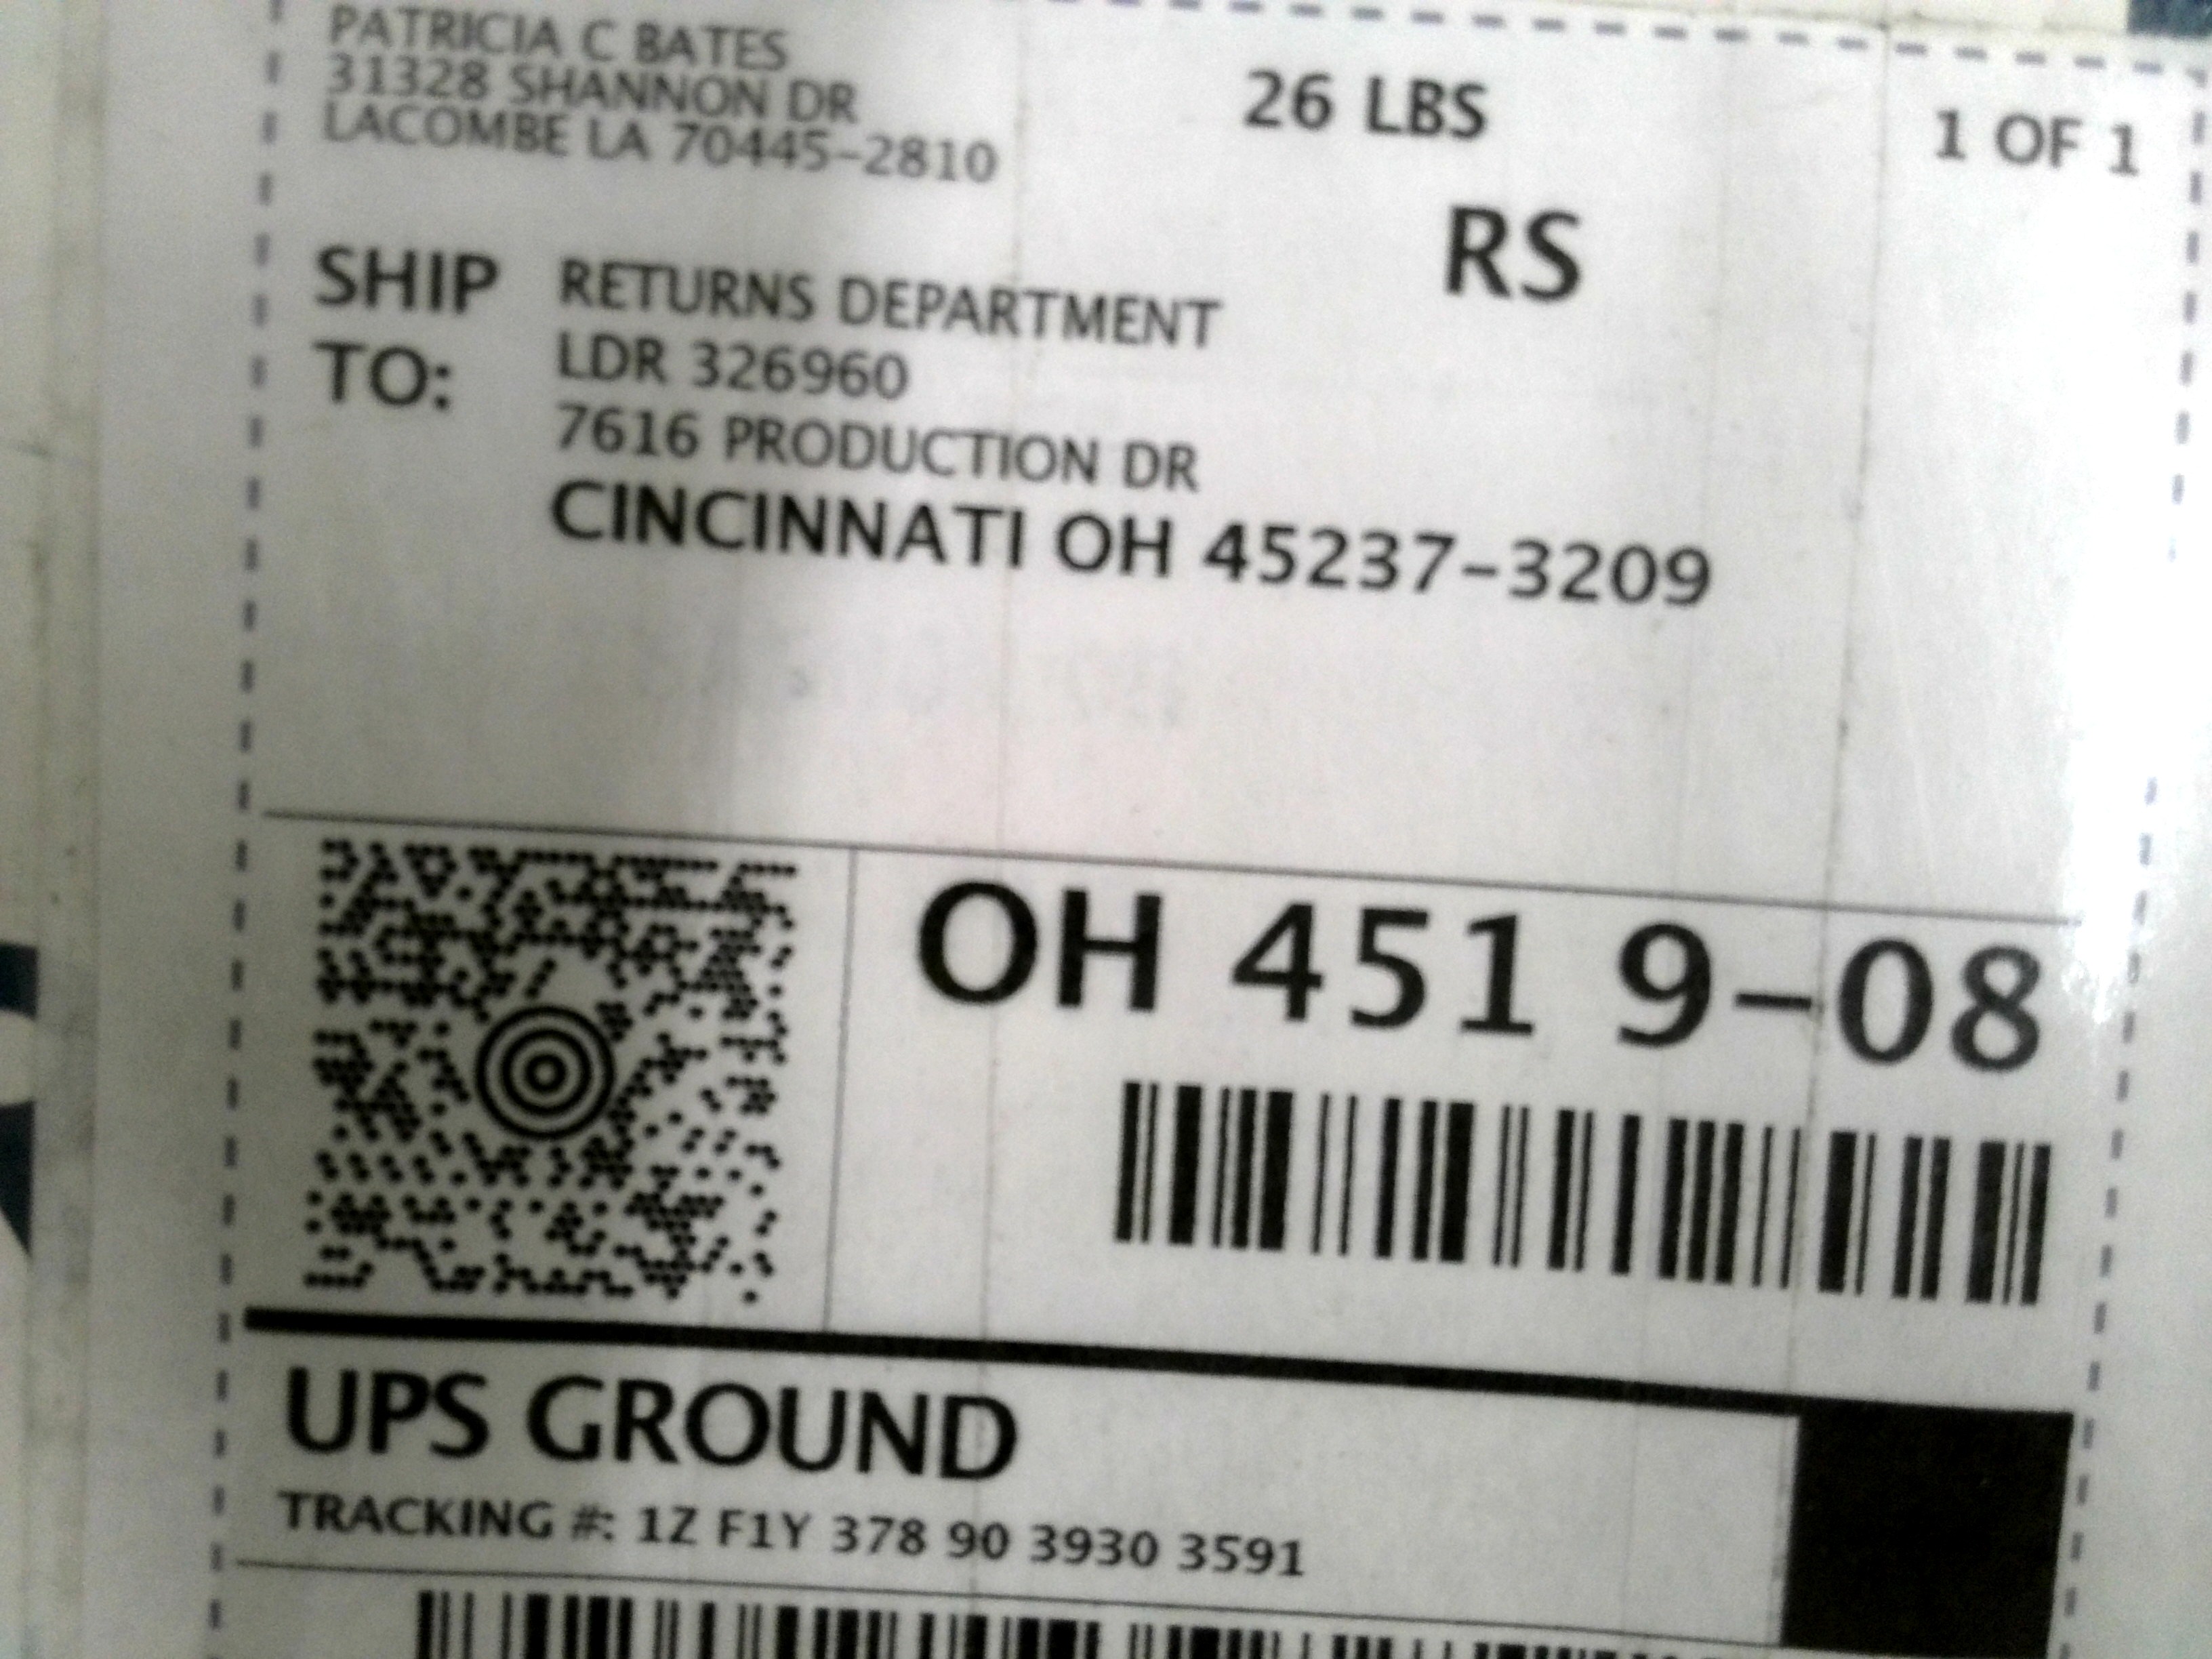 PATRICIA C BATES
31328 SHANNON DR
LACOMBE LA 70445-2810
26 LBS
1 OF 1
RS
SHIP TO:
RETURNS DEPARTMENT
LDR 326960
7616 PRODUCTION DR
CINCINNATI OH 45237-3209
OH 451 9-08
UPS GROUND
TRACKING #: 1Z F1Y 378 90 3930 3591